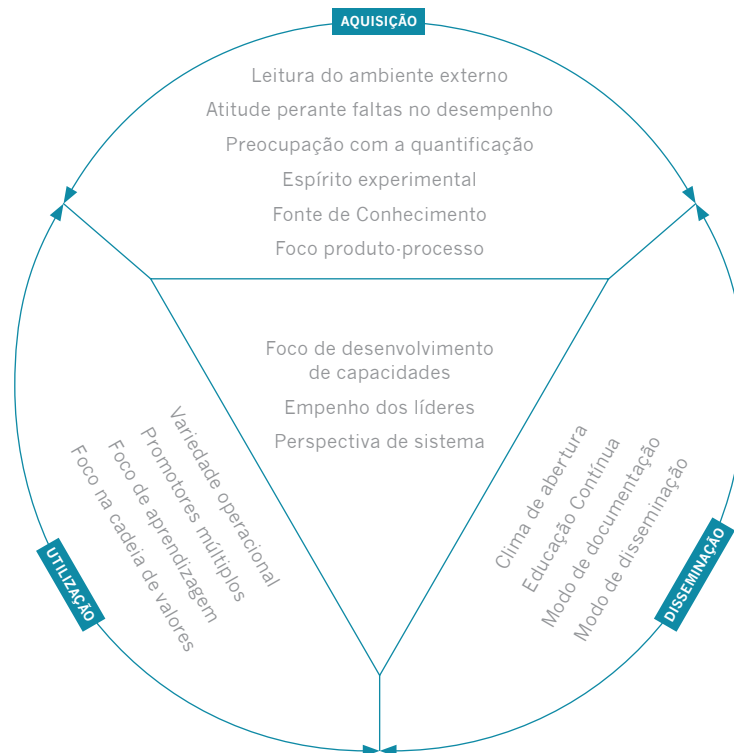 AQUISIÇÃO
Leitura do ambiente externo
Atitude perante faltas no desempenho
Preocupação com a quantificação
Espírito experimental
Fonte de Conhecimento
Foco produto-processo
Foco de desenvolvimento
de capacidades
Empenho dos líderes
Perspectiva de sistema
Variedade operacional
Promotores múltiplos
Foco de aprendizagem
Foco na cadeia de valores
UTILIZAÇÃO
Clima de abertura
Educação Contínua
Modo de documentação
Modo de disseminação
DISSEMINAÇÃO